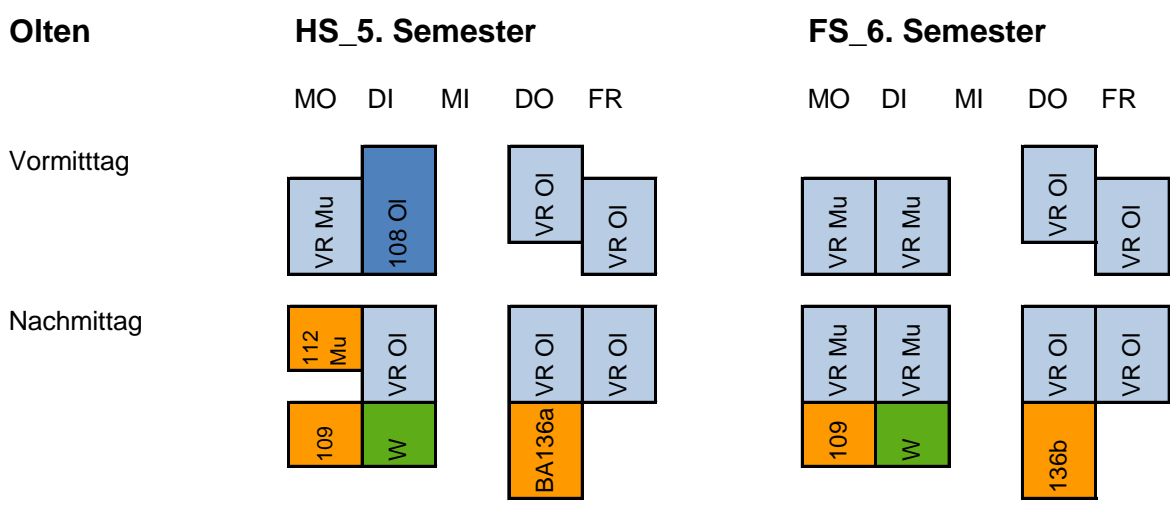 Olten HS_5. Semester FS_6. Semester
MO DI MI DO FR MO DI MI DO FR
Vormitttag
VR Mu
108 Ol
VR Ol
VR Ol
VR Mu
VR Mu
VR Ol
VR Ol
Nachmittag
112
Mu
VR Ol
VR Ol
VR Ol
VR Mu
VR Mu
VR Ol
VR Ol
109
W
BA136a
109
W
136b